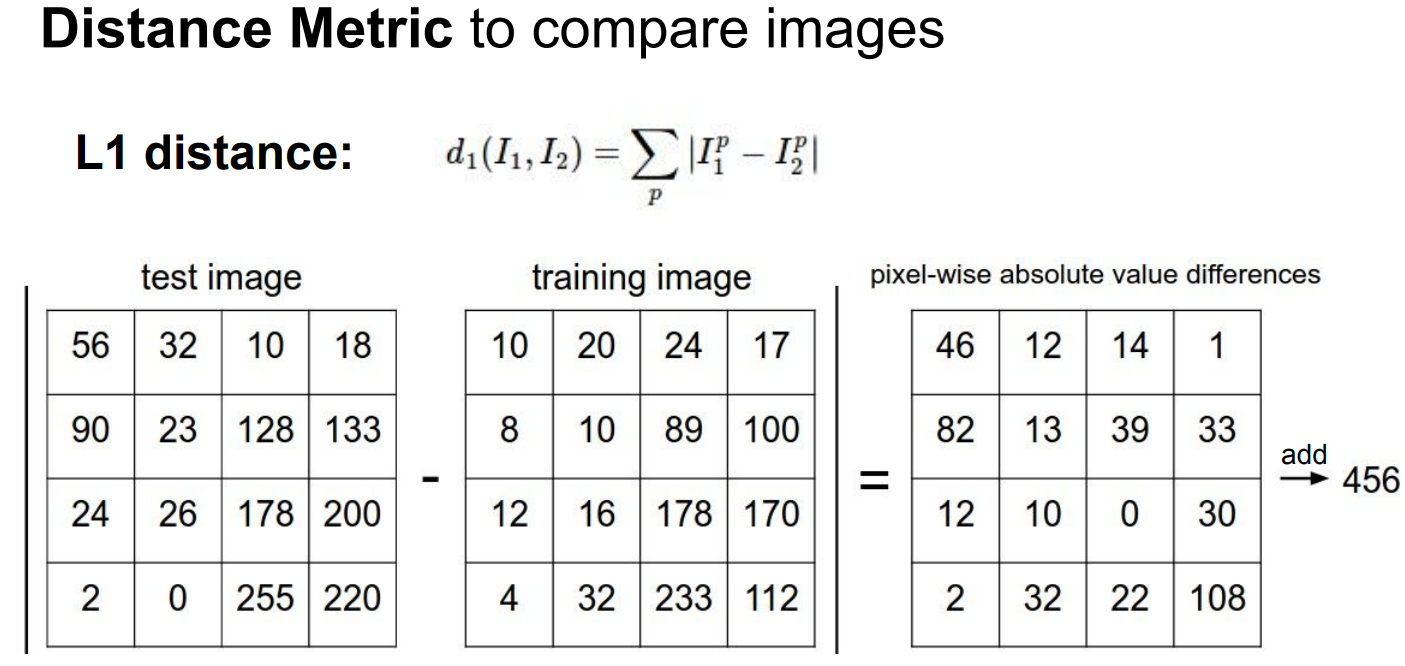 Distance Metric to compare images
L1 distance: d₁(I₁, I₂) = ∑ₚ |I₁ᵖ − I₂ᵖ|
test image training image pixel-wise absolute value differences
56 32 10 18 10 20 24 17 46 12 14 1
90 23 128 133 8 10 89 100 82 13 39 33
- = add → 456
24 26 178 200 12 16 178 170 12 10 0 30
2 0 255 220 4 32 233 112 2 32 22 108